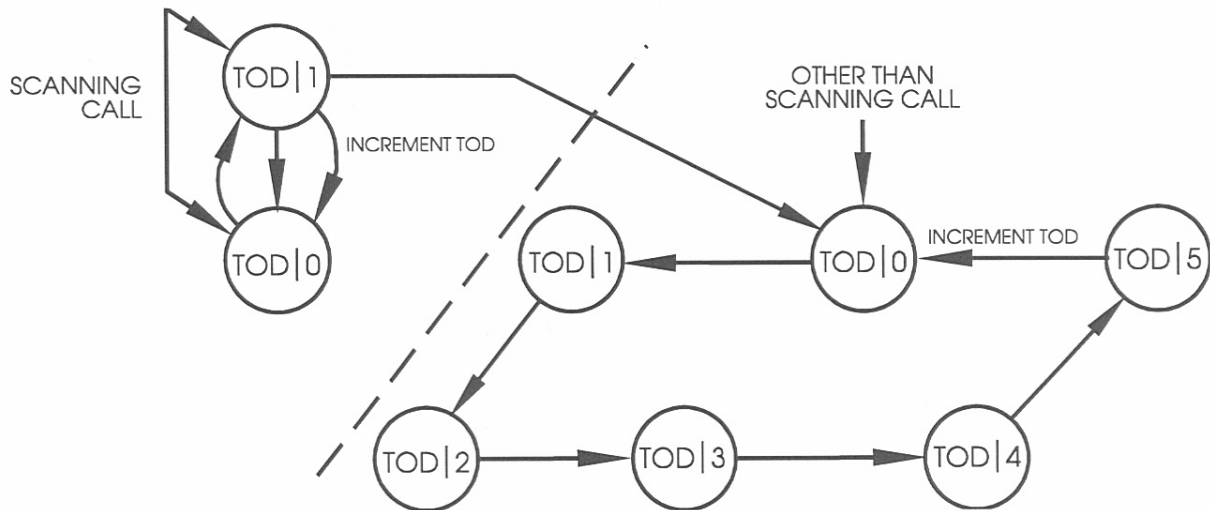 SCANNING
CALL
TOD|1
INCREMENT TOD
TOD|0
OTHER THAN
SCANNING CALL
TOD|1
TOD|0
INCREMENT TOD
TOD|5
TOD|2
TOD|3
TOD|4